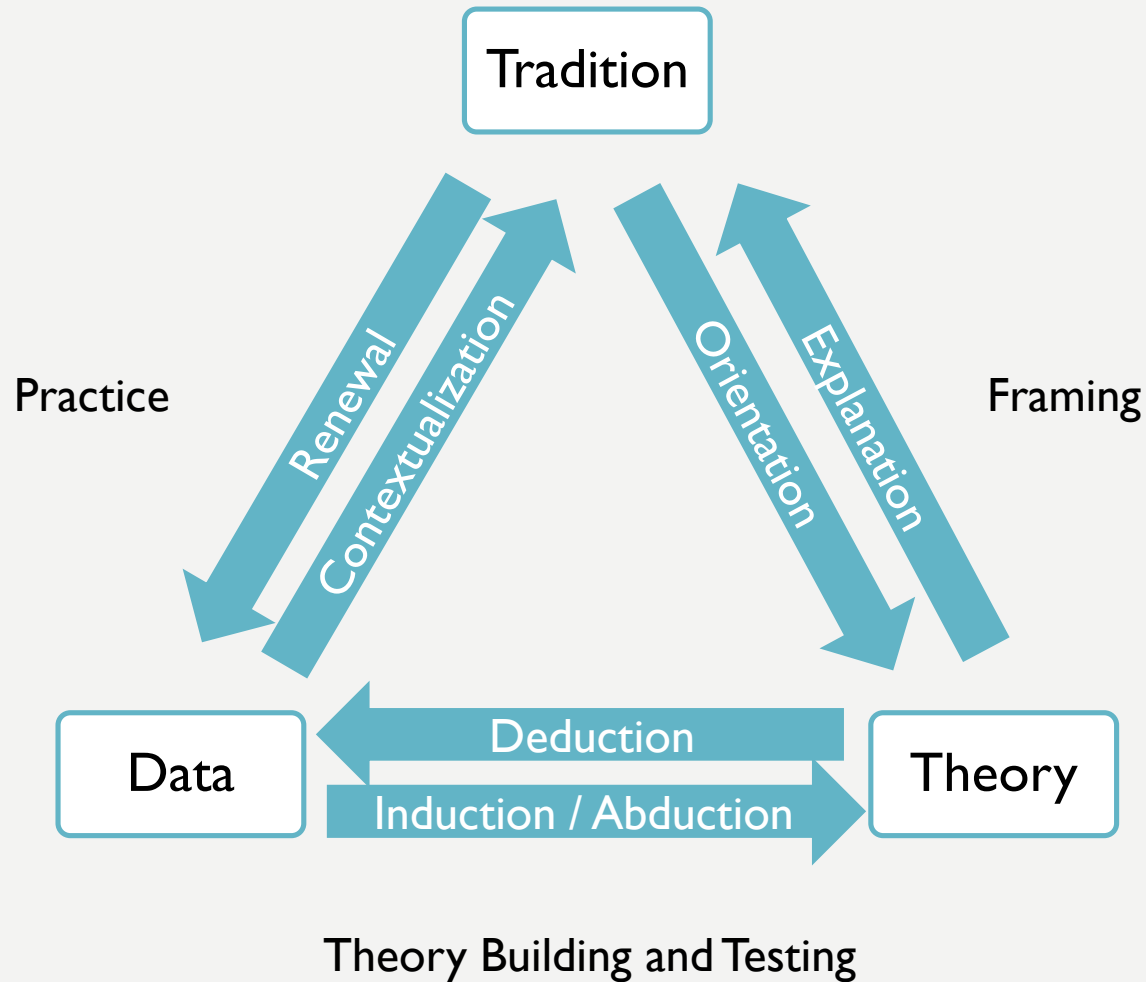 Tradition
Renewal
Contextualization
Orientation
Explanation
Practice
Framing
Deduction
Data
Theory
Induction / Abduction
Theory Building and Testing